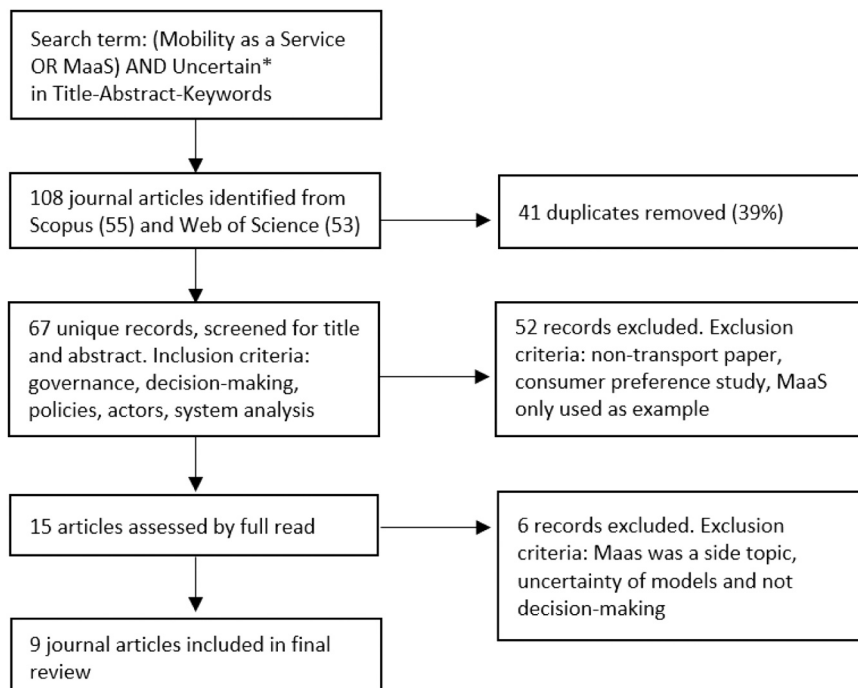 Search term: (Mobility as a Service
OR MaaS) AND Uncertain*
in Title-Abstract-Keywords
108 journal articles identified from
Scopus (55) and Web of Science (53)
41 duplicates removed (39%)
67 unique records, screened for title
and abstract. Inclusion criteria:
governance, decision-making,
policies, actors, system analysis
52 records excluded. Exclusion
criteria: non-transport paper,
consumer preference study, MaaS
only used as example
15 articles assessed by full read
6 records excluded. Exclusion
criteria: Maas was a side topic,
uncertainty of models and not
decision-making
9 journal articles included in final
review